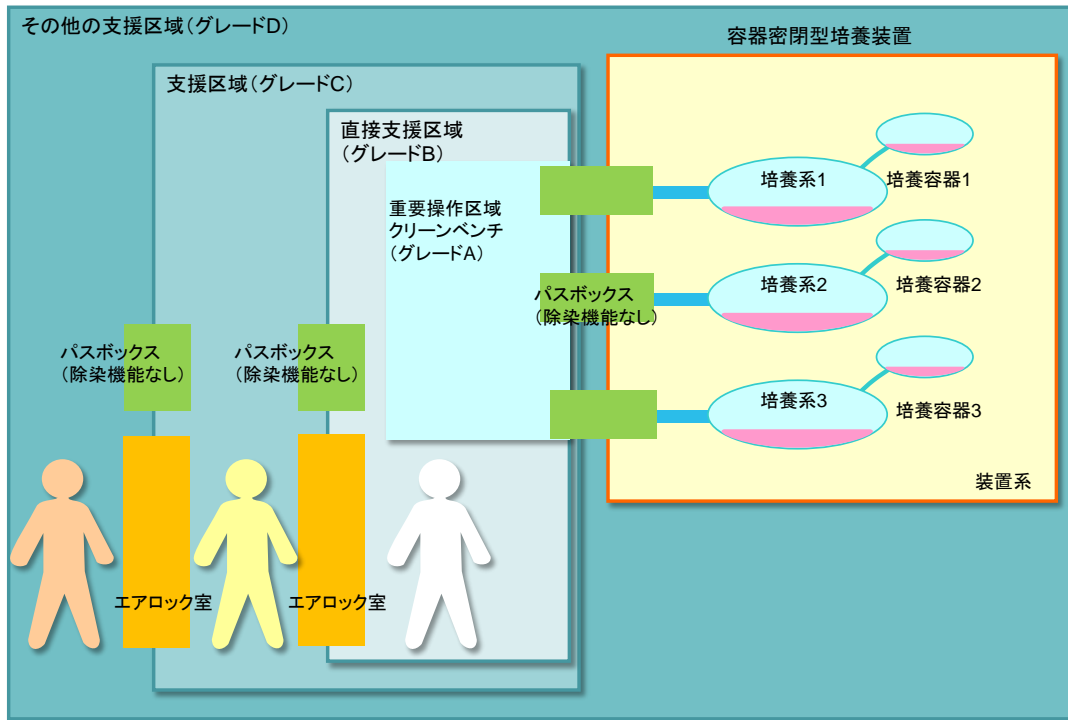 その他の支援区域(グレードD)
容器密閉型培養装置
支援区域(グレードC)
直接支援区域
(グレードB)
重要操作区域
クリーンベンチ
(グレードA)
培養系1
培養容器1
培養系2
培養容器2
パスボックス
(除染機能なし)
パスボックス
(除染機能なし)
パスボックス
(除染機能なし)
培養系3
培養容器3
装置系
エアロック室
エアロック室